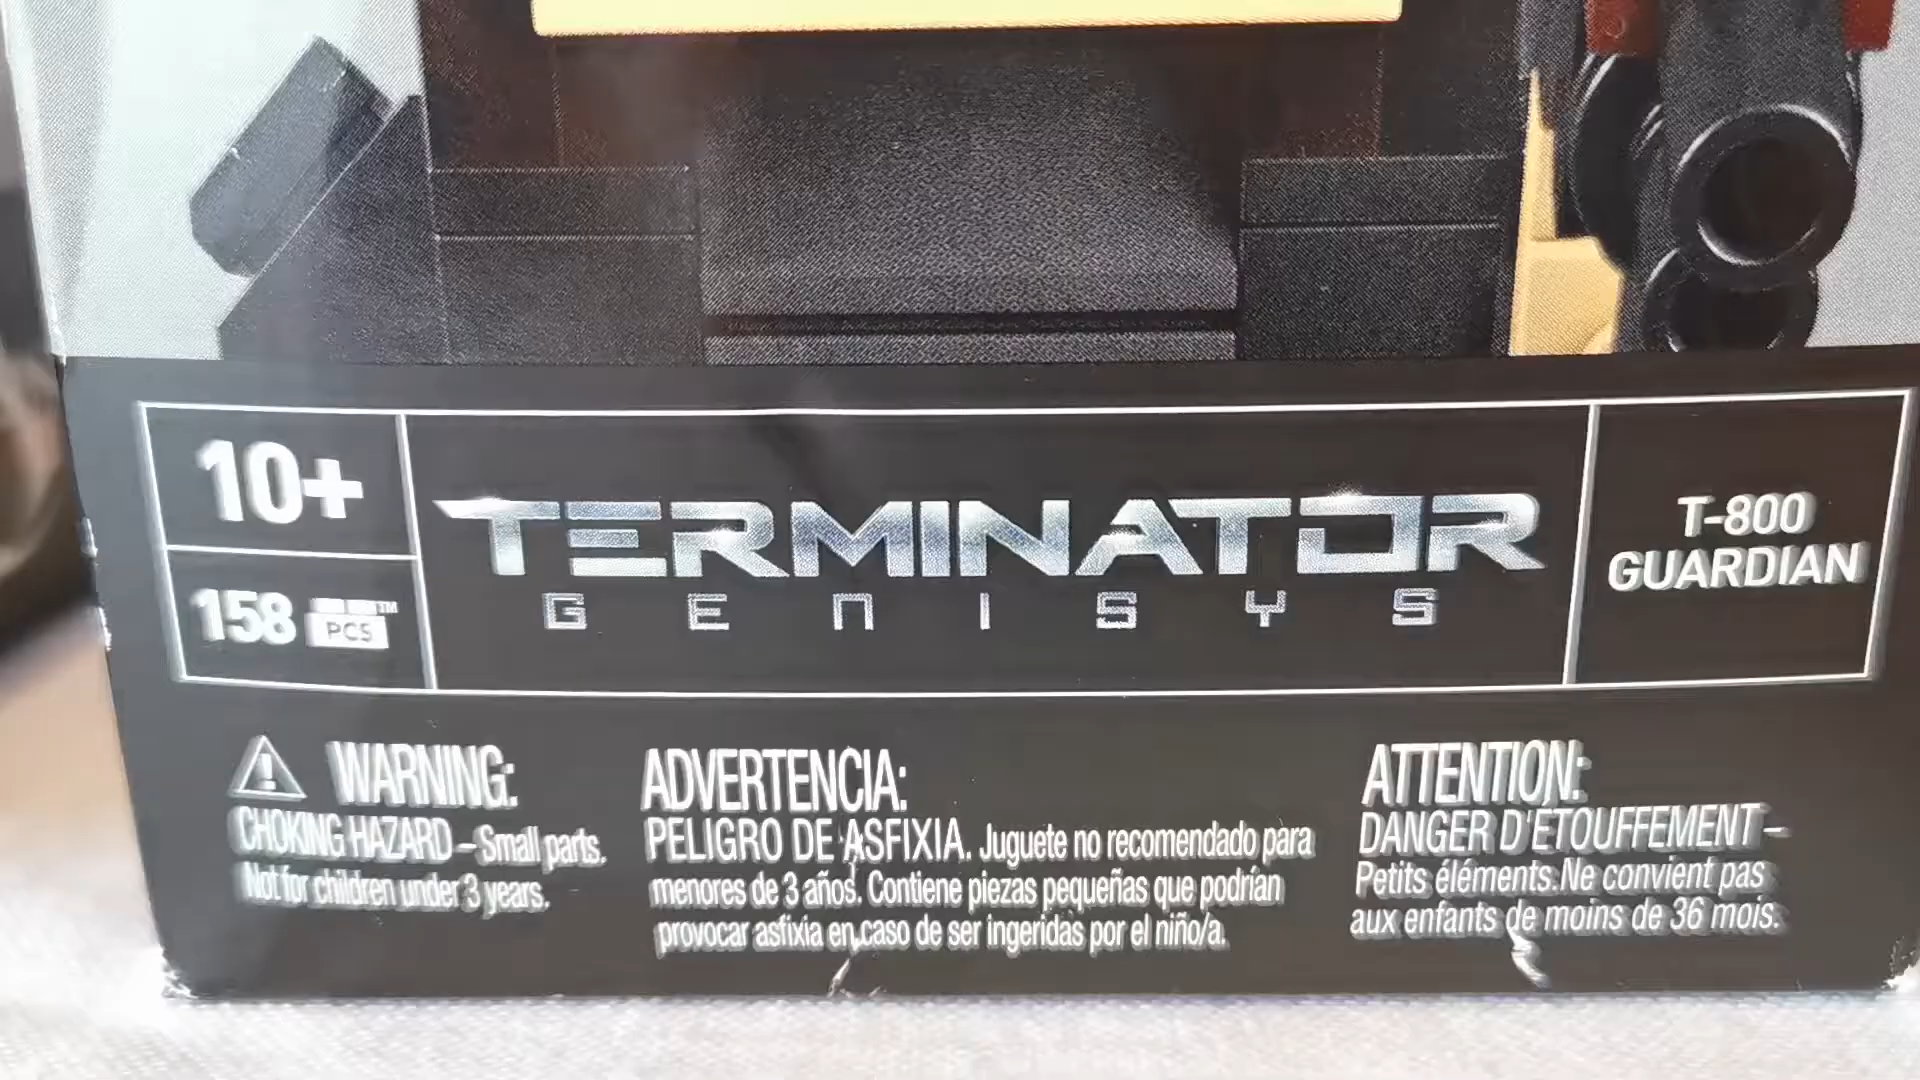 10+
158 PCS
TERMINATOR
GENISYS
T-800
GUARDIAN
WARNING:
CHOKING HAZARD – Small parts.
Not for children under 3 years.
ADVERTENCIA:
PELIGRO DE ASFIXIA. Juguete no recomendado para
menores de 3 años. Contiene piezas pequeñas que podrían
provocar asfixia en caso de ser ingeridas por el niño/a.
ATTENTION:
DANGER D'ÉTOUFFEMENT –
Petits éléments. Ne convient pas
aux enfants de moins de 36 mois.